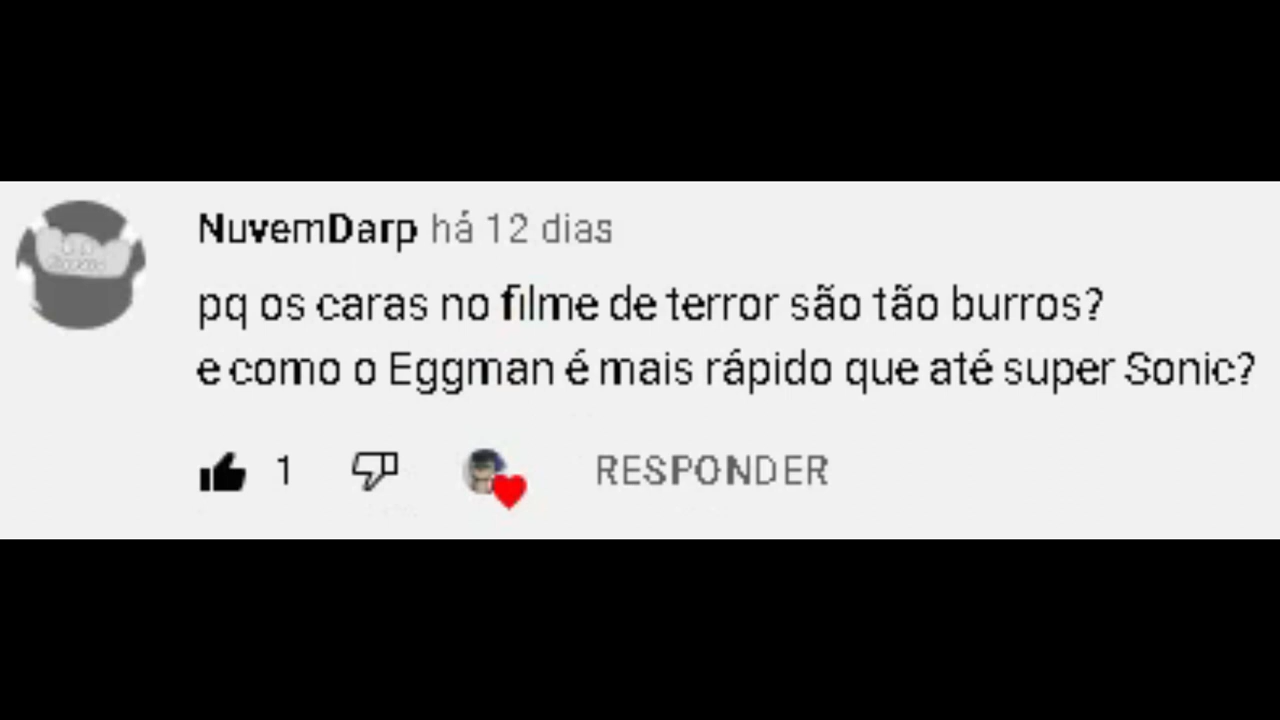 NuvemDarp há 12 dias
pq os caras no filme de terror são tão burros?
e como o Eggman é mais rápido que até super Sonic?
1 RESPONDER